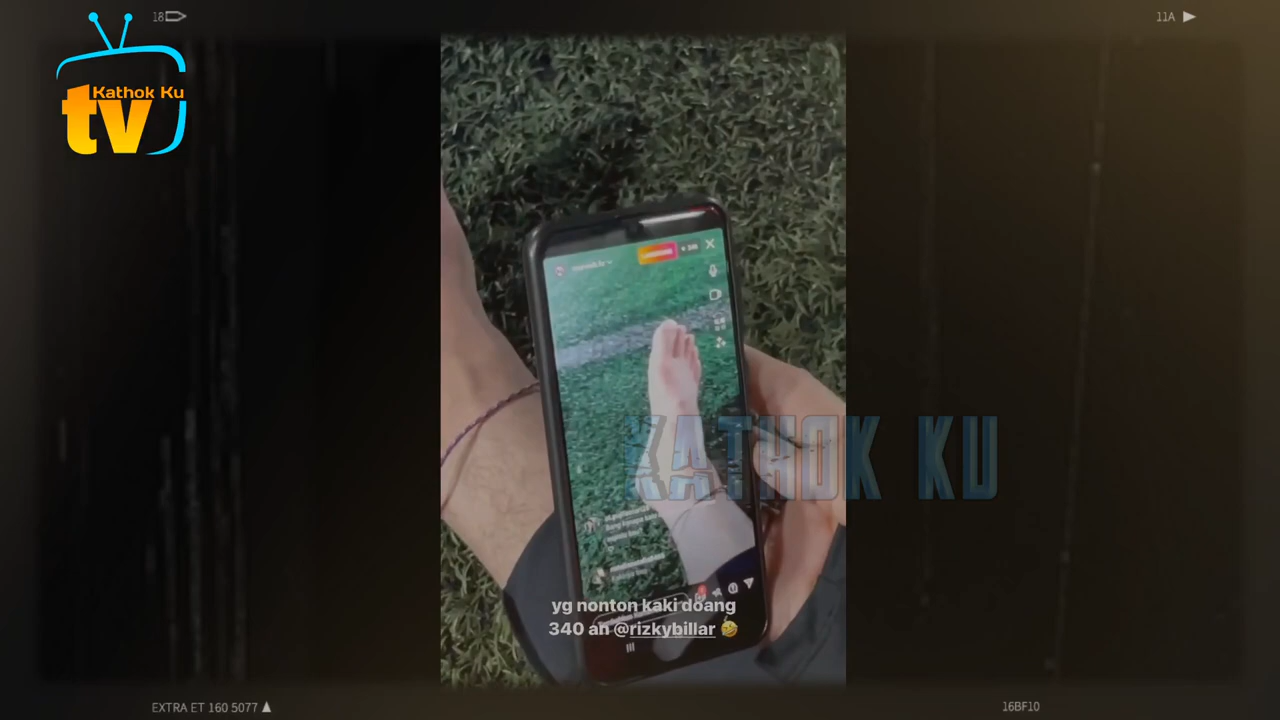 18
11A
Kathok Ku
tv
KATHOK KU
yg nonton kaki doang
340 an @rizkybillar 🤣
EXTRA ET 160 5077
16BF10